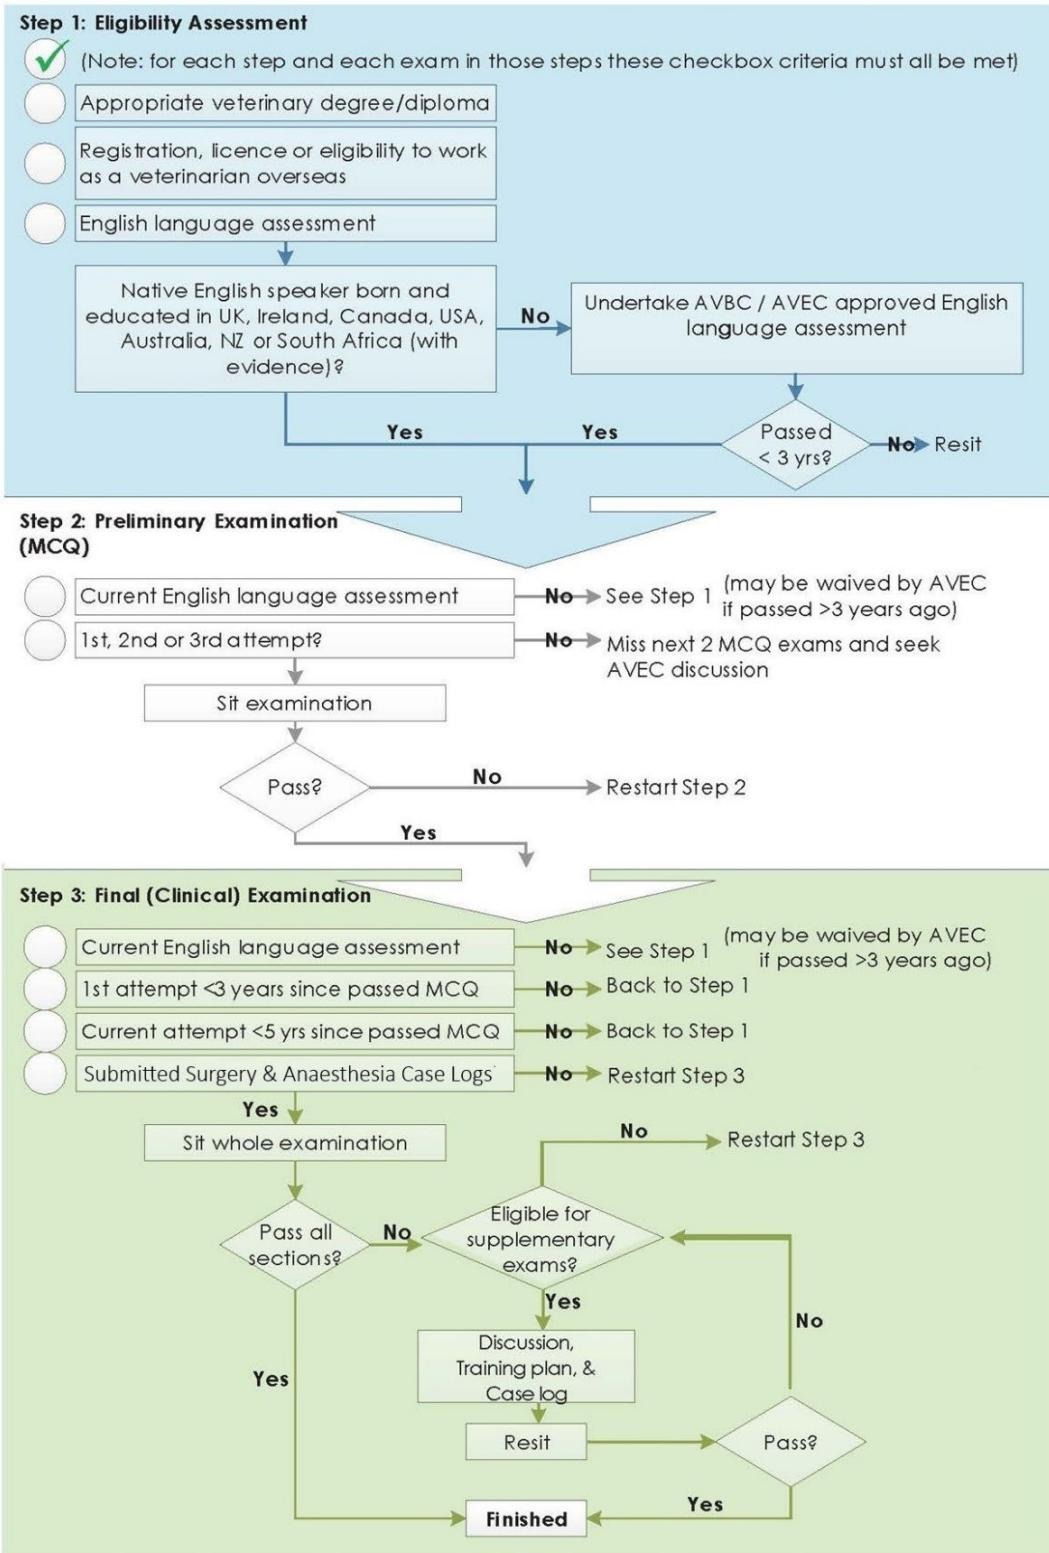 Step 1: Eligibility Assessment
(Note: for each step and each exam in those steps these checkbox criteria must all be met)
Appropriate veterinary degree/diploma
Registration, licence or eligibility to work
as a veterinarian overseas
English language assessment
Native English speaker born and
educated in UK, Ireland, Canada, USA,
Australia, NZ or South Africa (with
evidence)?
No
Undertake AVBC / AVEC approved English
language assessment
Yes
Yes
Passed
< 3 yrs?
No
Resit
Step 2: Preliminary Examination
(MCQ)
Current English language assessment
No
See Step 1
(may be waived by AVEC
if passed >3 years ago)
1st, 2nd or 3rd attempt?
No
Miss next 2 MCQ exams and seek
AVEC discussion
Sit examination
Pass?
No
Restart Step 2
Yes
Step 3: Final (Clinical) Examination
Current English language assessment
No
See Step 1
(may be waived by AVEC
if passed >3 years ago)
1st attempt <3 years since passed MCQ
No
Back to Step 1
Current attempt <5 yrs since passed MCQ
No
Back to Step 1
Submitted Surgery & Anaesthesia Case Logs
No
Restart Step 3
Yes
Sit whole examination
No
Restart Step 3
Pass all
sections?
No
Eligible for
supplementary
exams?
Yes
Discussion,
Training plan, &
Case log
No
Yes
Resit
Pass?
Yes
Finished